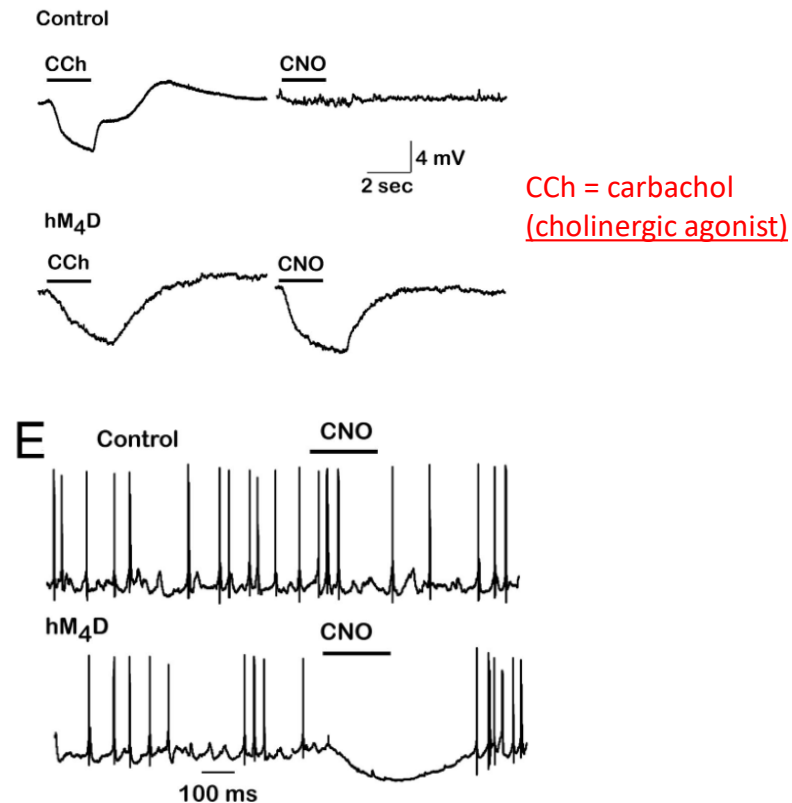 Control
CCh CNO
4 mV
2 sec
CCh = carbachol
(cholinergic agonist)
hM₄D
CCh CNO
E Control CNO
hM₄D CNO
100 ms